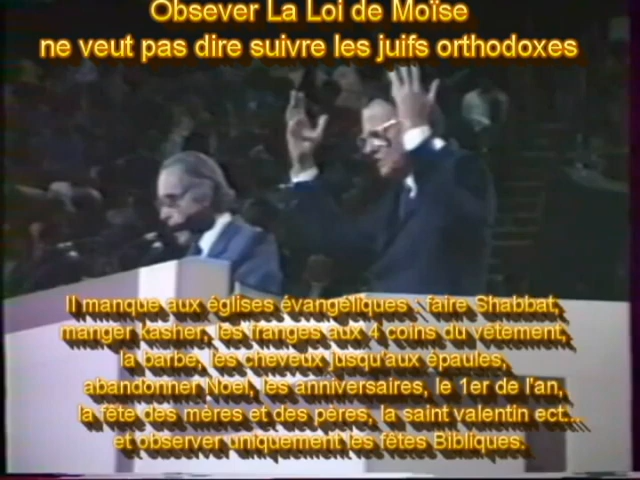 Obsever La Loi de Moïse
ne veut pas dire suivre les juifs orthodoxes
Il manque aux églises évangéliques : faire Shabbat,
manger kasher, les franges aux 4 coins du vêtement,
la barbe, les cheveux jusqu'aux épaules,
abandonner Noel, les anniversaires, le 1er de l'an,
la fête des mères et des pères, la saint valentin ect...
et observer uniquement les fêtes Bibliques.